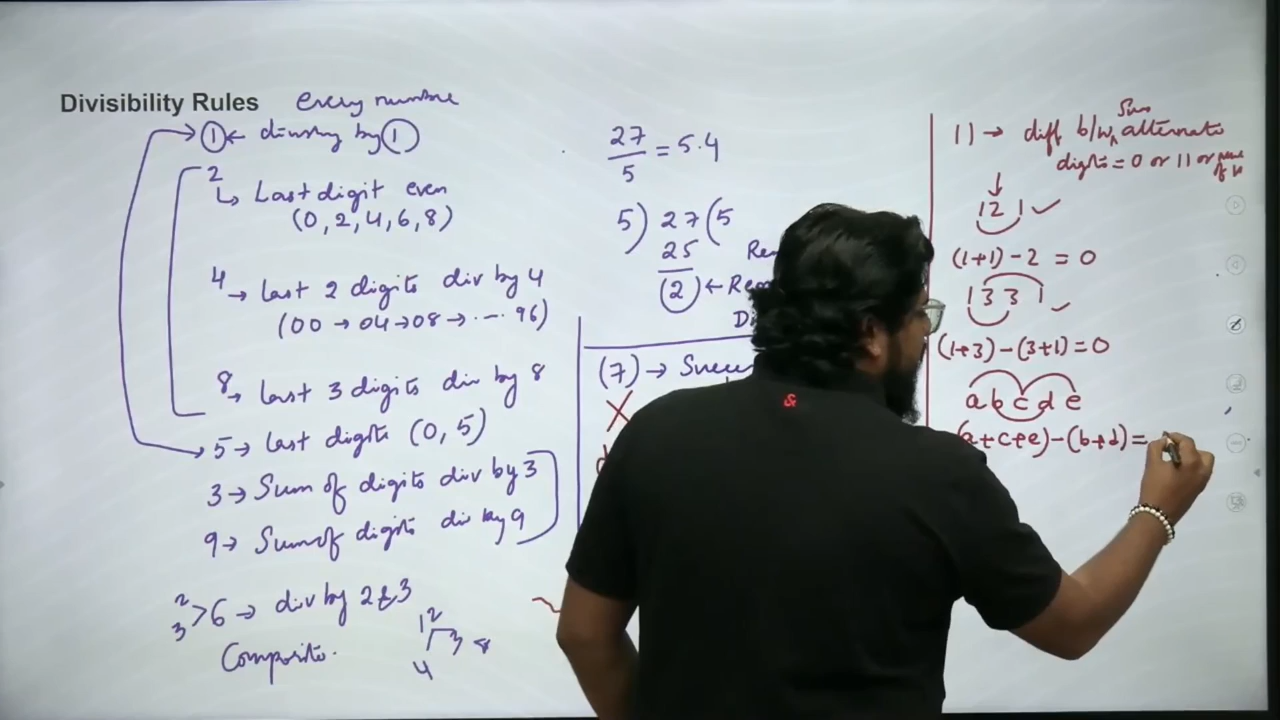 Divisibility Rules every number
1 ← divisible by 1
2
↳ Last digit even
(0, 2, 4, 6, 8)
4 → last 2 digits div by 4
(00 → 04 → 08 → -- 96)
8 → last 3 digits div by 8
5 → last digits (0, 5)
3 → Sum of digits div by 3
9 → Sum of digits div by 9
2
3 > 6 → div by 2 & 3
Composite.
12
4 3 8
27/5 = 5.4
5) 27 (5
25
(2) ←
(7) →
X
Sum
11 → diff b/w alternate
digits = 0 or 11 or
↓
121 ✓
(1+1) - 2 = 0
1331 ✓
(1+3) - (3+1) = 0
a b c d e
(a+c+e) - (b+d) =